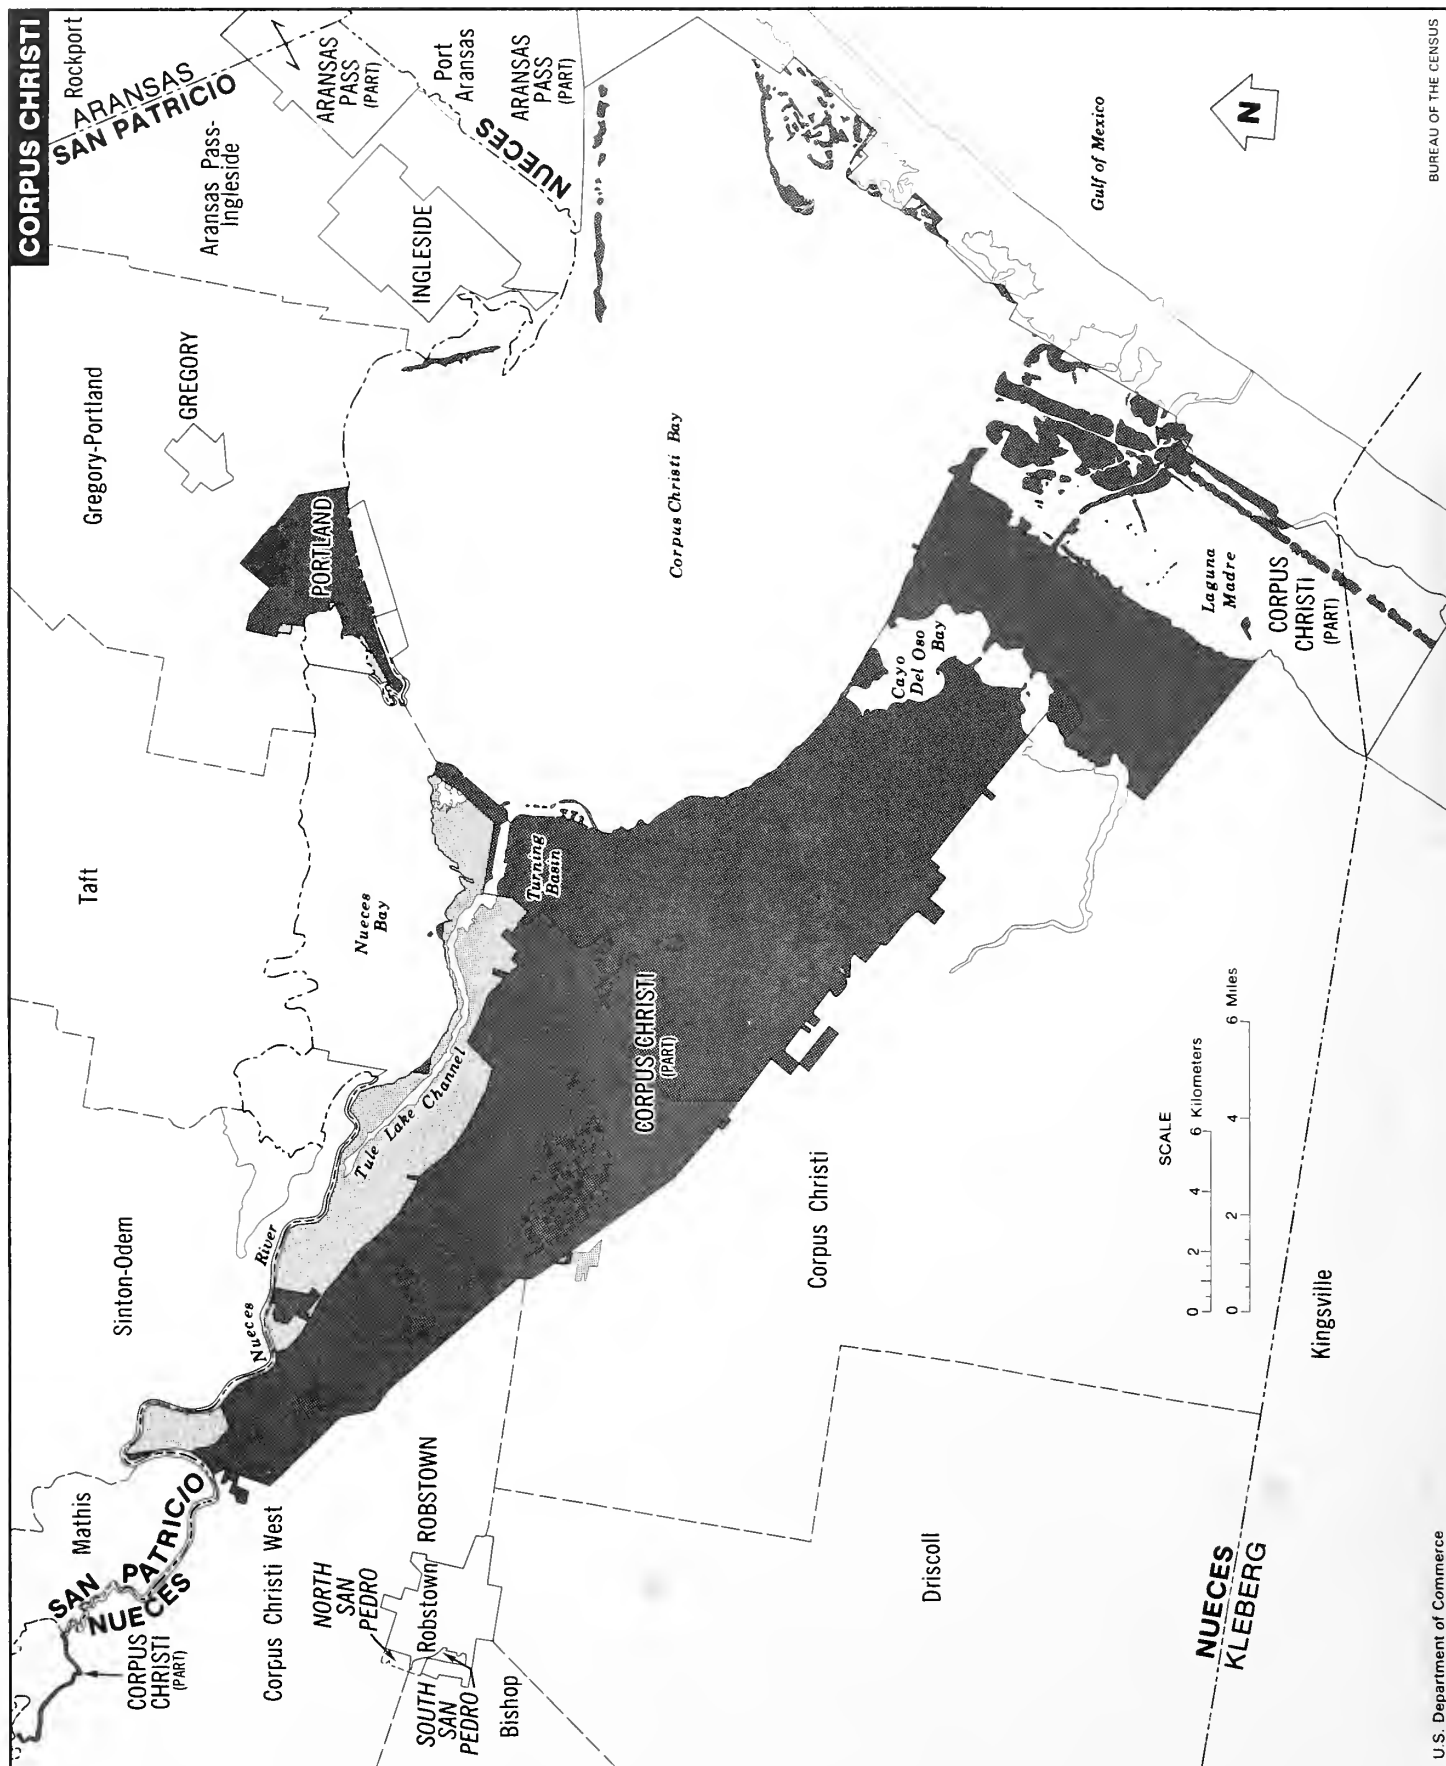 CORPUS CHRISTI
Rockport
ARANSAS
SAN PATRICIO
ARANSAS
PASS
(PART)
Port
Aransas
ARANSAS
PASS
(PART)
NUECES
Aransas Pass-
Ingleside
INGLESIDE
Gulf of Mexico
N
BUREAU OF THE CENSUS
Gregory-Portland
GREGORY
PORTLAND
Corpus Christi Bay
Laguna
Madre
CORPUS
CHRISTI
(PART)
Cayo
Del Oso
Bay
Taft
Nueces
Bay
Turning
Basin
CORPUS CHRISTI
(PART)
Tule Lake Channel
Sinton-Odem
Nueces River
Corpus Christi
SCALE
0 2 4 6 Kilometers
0 2 4 6 Miles
Kingsville
Mathis
SAN PATRICIO
NUECES
CORPUS
CHRISTI
(PART)
Corpus Christi West
NORTH
SAN
PEDRO
ROBSTOWN
Robstown
SOUTH
SAN
PEDRO
Bishop
Driscoll
NUECES
KLEBERG
U.S. Department of Commerce